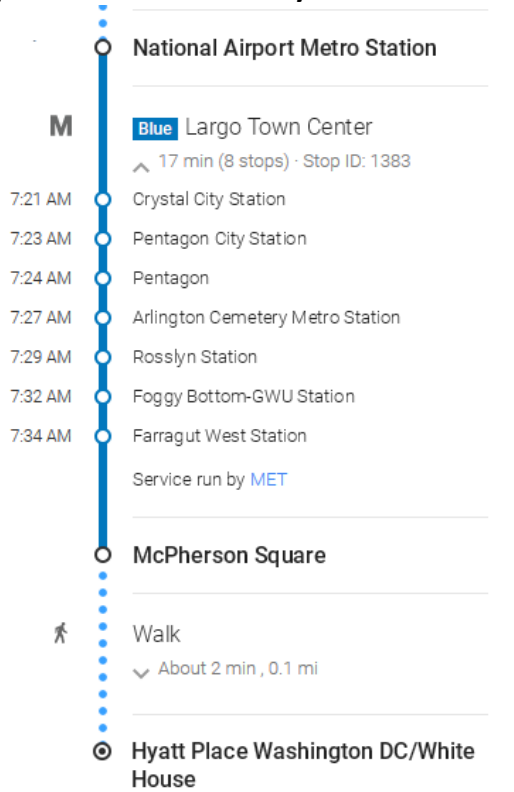 National Airport Metro Station
M
Blue Largo Town Center
17 min (8 stops) · Stop ID: 1383
7:21 AM Crystal City Station
7:23 AM Pentagon City Station
7:24 AM Pentagon
7:27 AM Arlington Cemetery Metro Station
7:29 AM Rosslyn Station
7:32 AM Foggy Bottom-GWU Station
7:34 AM Farragut West Station
Service run by MET
McPherson Square
Walk
About 2 min , 0.1 mi
Hyatt Place Washington DC/White
House